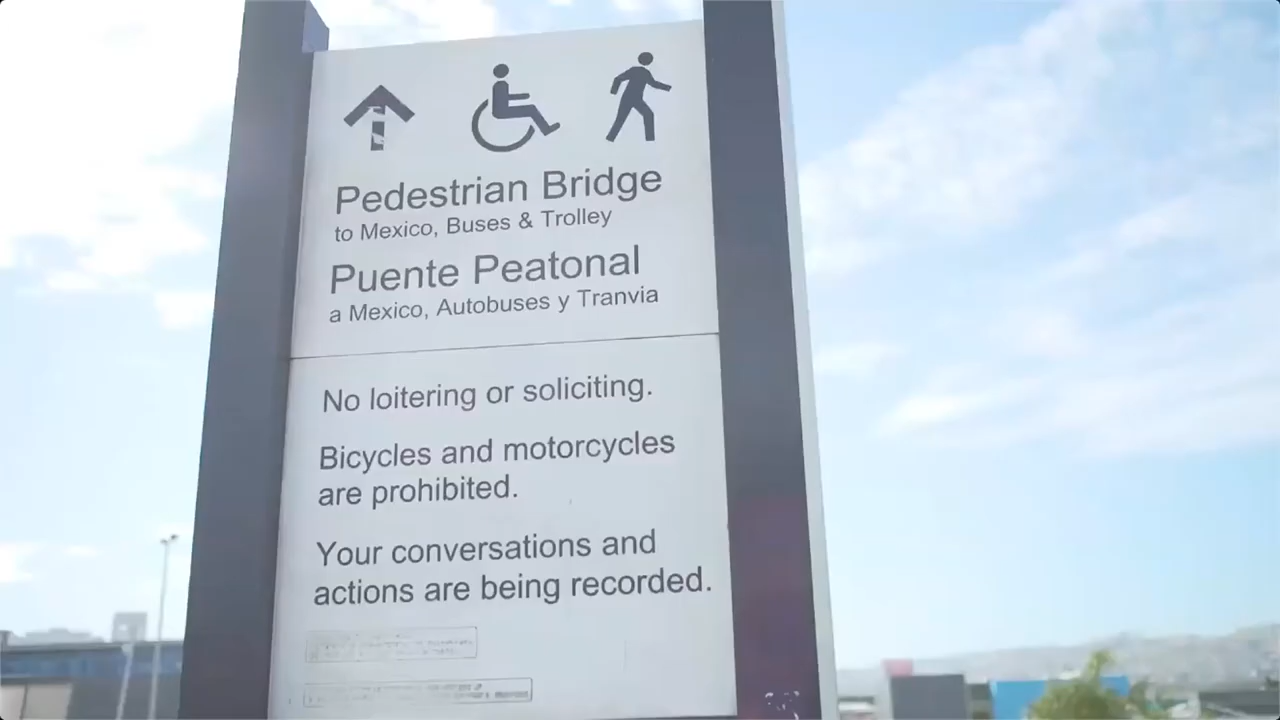 Pedestrian Bridge
to Mexico, Buses & Trolley
Puente Peatonal
a Mexico, Autobuses y Tranvia
No loitering or soliciting.
Bicycles and motorcycles
are prohibited.
Your conversations and
actions are being recorded.